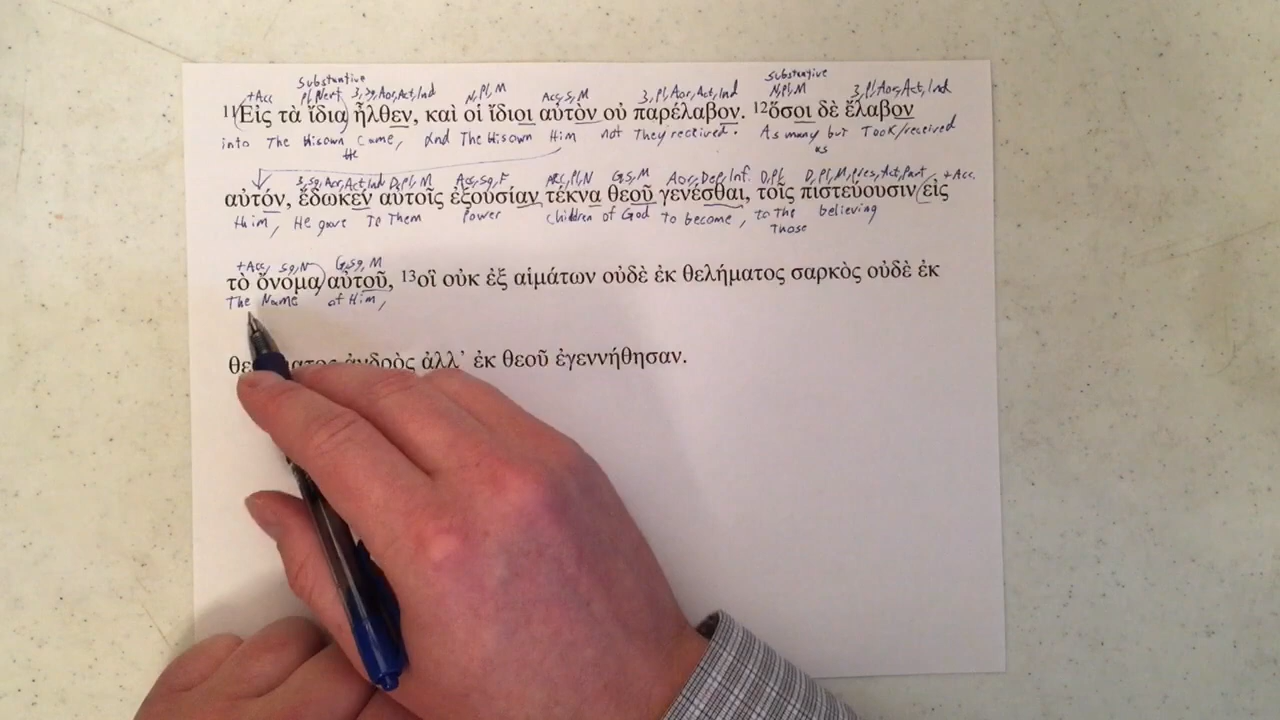 Substantive Substantive
+Acc Pl, Nert 3, Sg, Aor, Act, Ind N, Pl, M Acc, S, M 3, Pl, Aor, Act, Ind N, Pl, M 3, Pl, Aor, Act, Ind
11Εἰς τὰ ἴδια ἦλθεν, καὶ οἱ ἴδιοι αὐτὸν οὐ παρέλαβον. 12ὅσοι δὲ ἔλαβον
into The His own Came, and The His own Him not They received. As many but Took/received
He as
3, Sg, Aor, Act, Ind D, Pl, M Acc, Sg, F Acc, Pl, N G, S, M Aor, Dep, Inf. D, Pl D, Pl, M, Pres, Act, Part +Acc.
αὐτόν, ἔδωκεν αὐτοῖς ἐξουσίαν τέκνα θεοῦ γενέσθαι, τοῖς πιστεύουσιν εἰς
him, He gave To Them Power Children of God to become, to the believing
Those
+Acc, Sg, N G, Sg, M
τὸ ὄνομα αὐτοῦ, 13οἳ οὐκ ἐξ αἱμάτων οὐδὲ ἐκ θελήματος σαρκὸς οὐδὲ ἐκ
The Name of Him,
ἀνδρὸς ἀλλ᾽ ἐκ θεοῦ ἐγεννήθησαν.